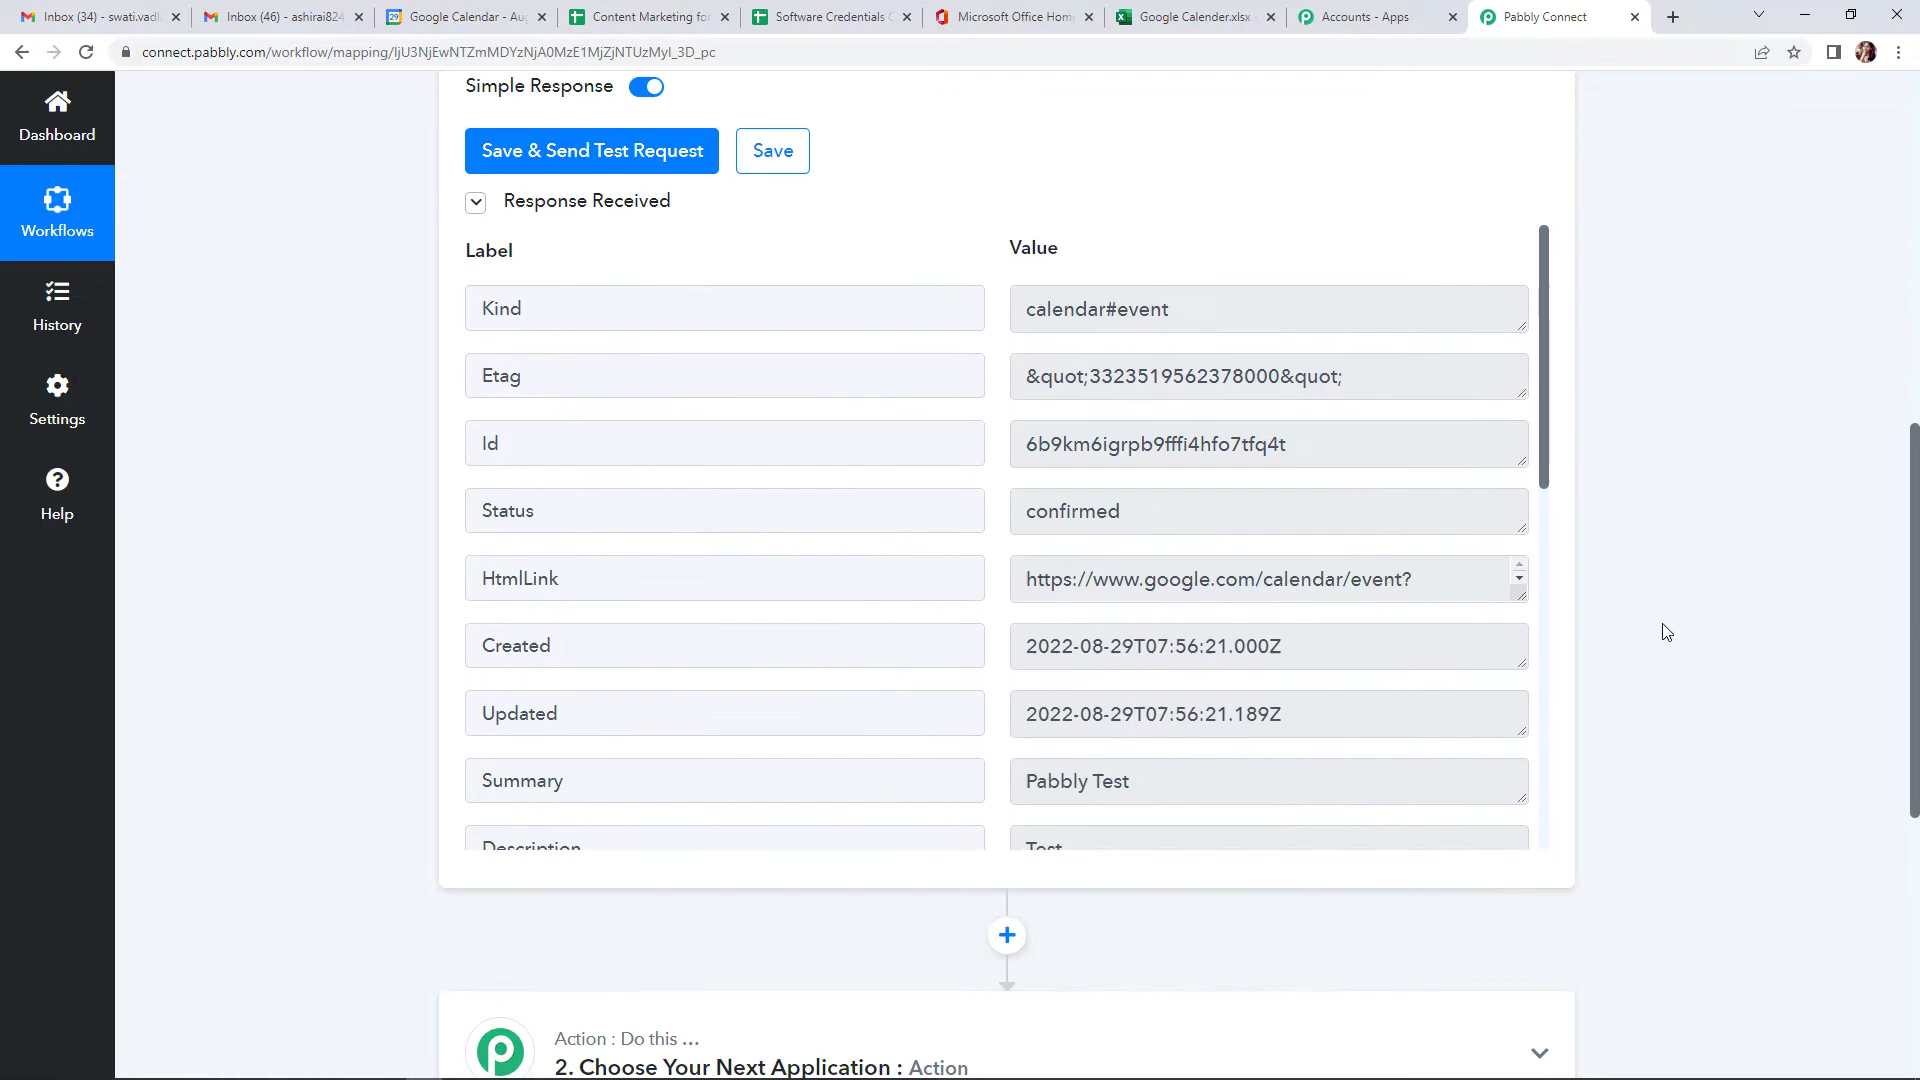 Inbox (34) - swati.vadl
Inbox (46) - ashirai824
Google Calendar - Aug
Content Marketing for
Software Credentials
Microsoft Office Home
Google Calender.xlsx
Accounts - Apps
Pabbly Connect
connect.pabbly.com/workflow/mapping/
Dashboard
Workflows
History
Settings
Help
Simple Response
Save & Send Test Request
Save
Response Received
Label
Value
Kind
calendar#event
Etag
&quot;3323519562378000&quot;
Id
6b9km6igrpb9fffi4hfo7tfq4t
Status
confirmed
HtmlLink
https://www.google.com/calendar/event?
Created
2022-08-29T07:56:21.000Z
Updated
2022-08-29T07:56:21.189Z
Summary
Pabbly Test
Description
Test
Action : Do this ...
2. Choose Your Next Application : Action